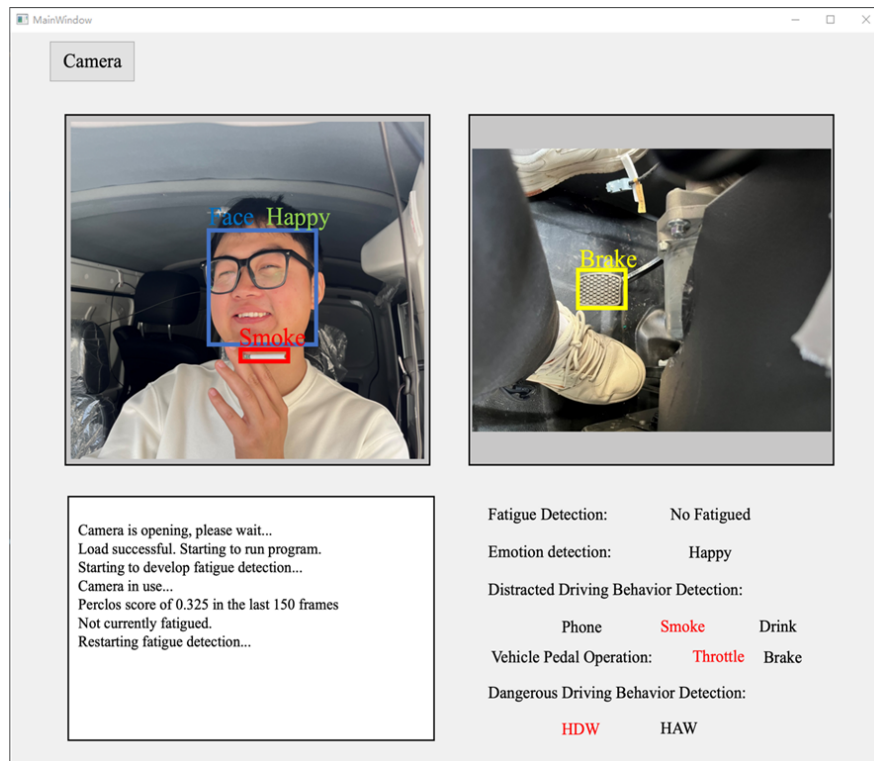 MainWindow
Camera
Face Happy
Smoke
Brake
Camera is opening, please wait...
Load successful. Starting to run program.
Starting to develop fatigue detection...
Camera in use...
Perclos score of 0.325 in the last 150 frames
Not currently fatigued.
Restarting fatigue detection...
Fatigue Detection: No Fatigued
Emotion detection: Happy
Distracted Driving Behavior Detection:
Phone Smoke Drink
Vehicle Pedal Operation: Throttle Brake
Dangerous Driving Behavior Detection:
HDW HAW